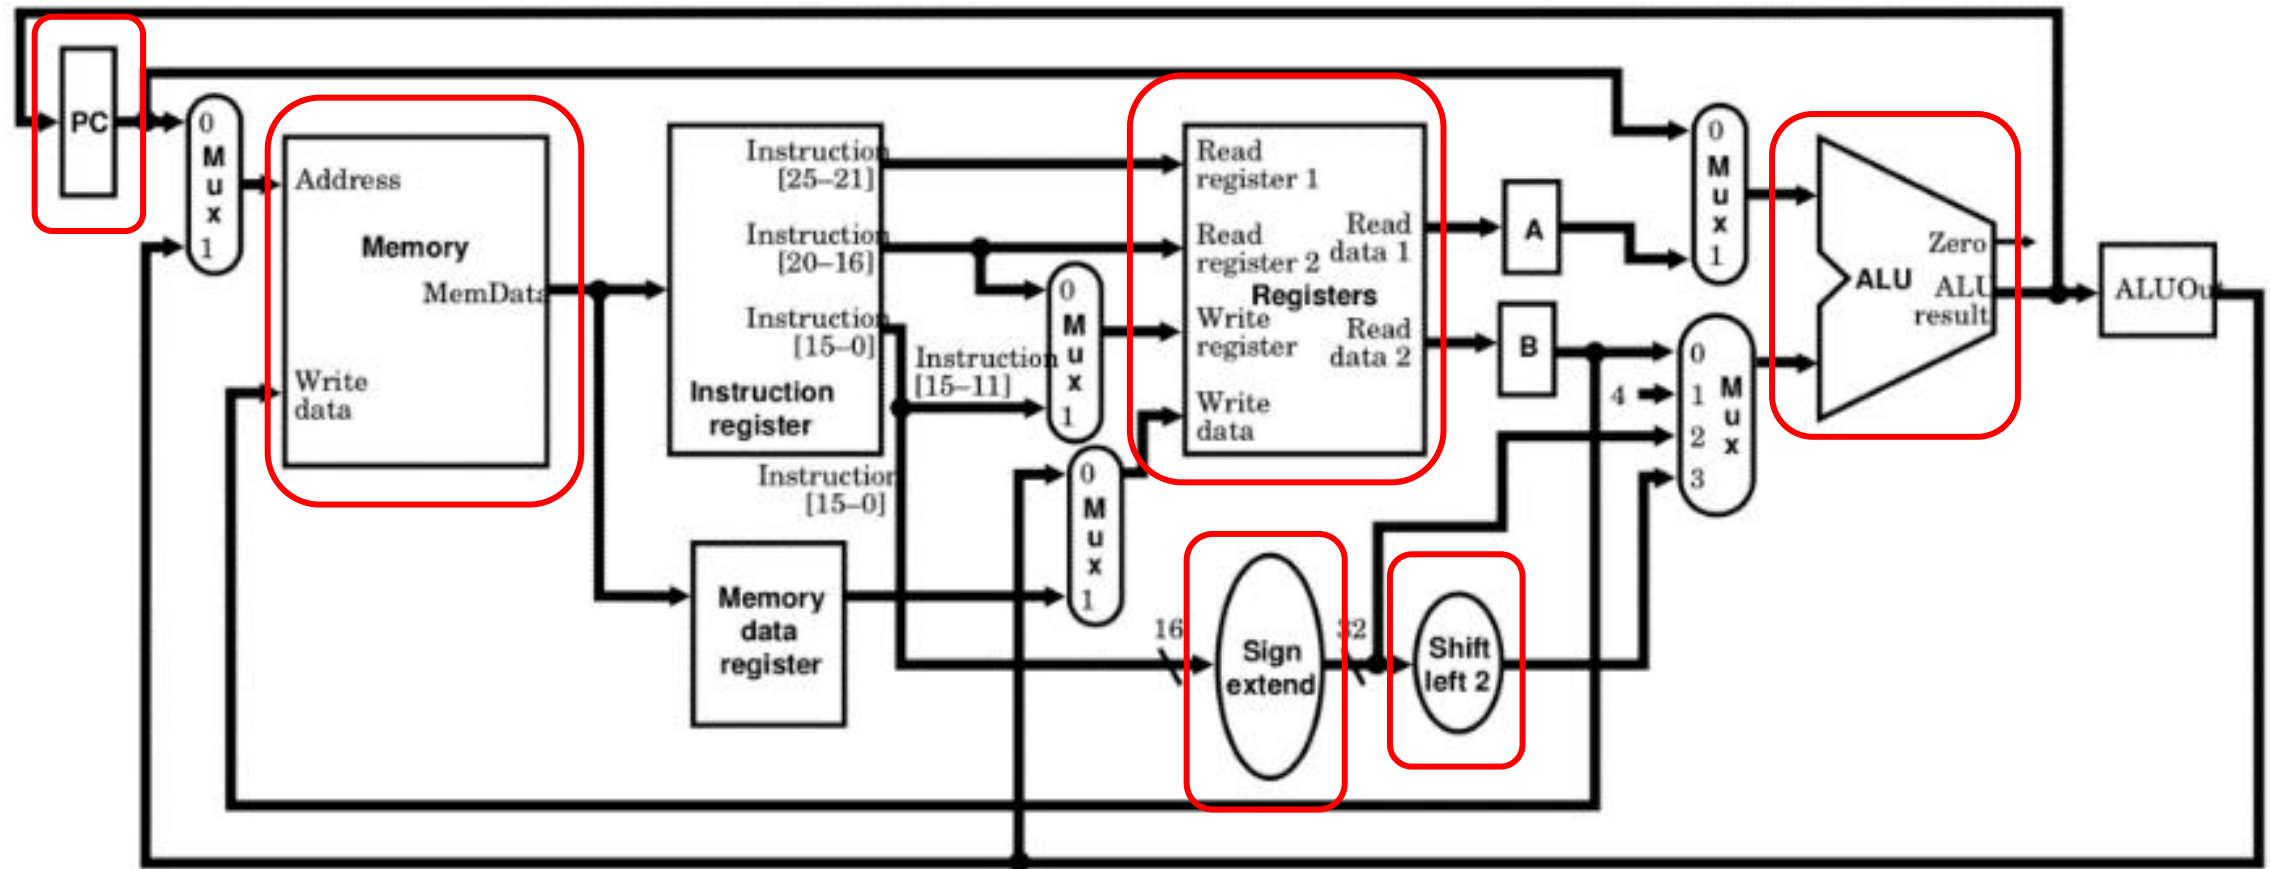 PC
0
M
u
x
1
Address
Memory
MemData
Write
data
Instruction
[25–21]
Instruction
[20–16]
Instruction
[15–0]
Instruction
register
Instruction
[15–11]
Instruction
[15–0]
Memory
data
register
0
M
u
x
1
0
M
u
x
1
Read
register 1
Read
register 2
Read
data 1
Registers
Write
register
Read
data 2
Write
data
16
Sign
extend
32
Shift
left 2
A
B
4
0
M
u
x
1
0
1
2
3
M
u
x
Zero
ALU
ALU
result
ALUOut